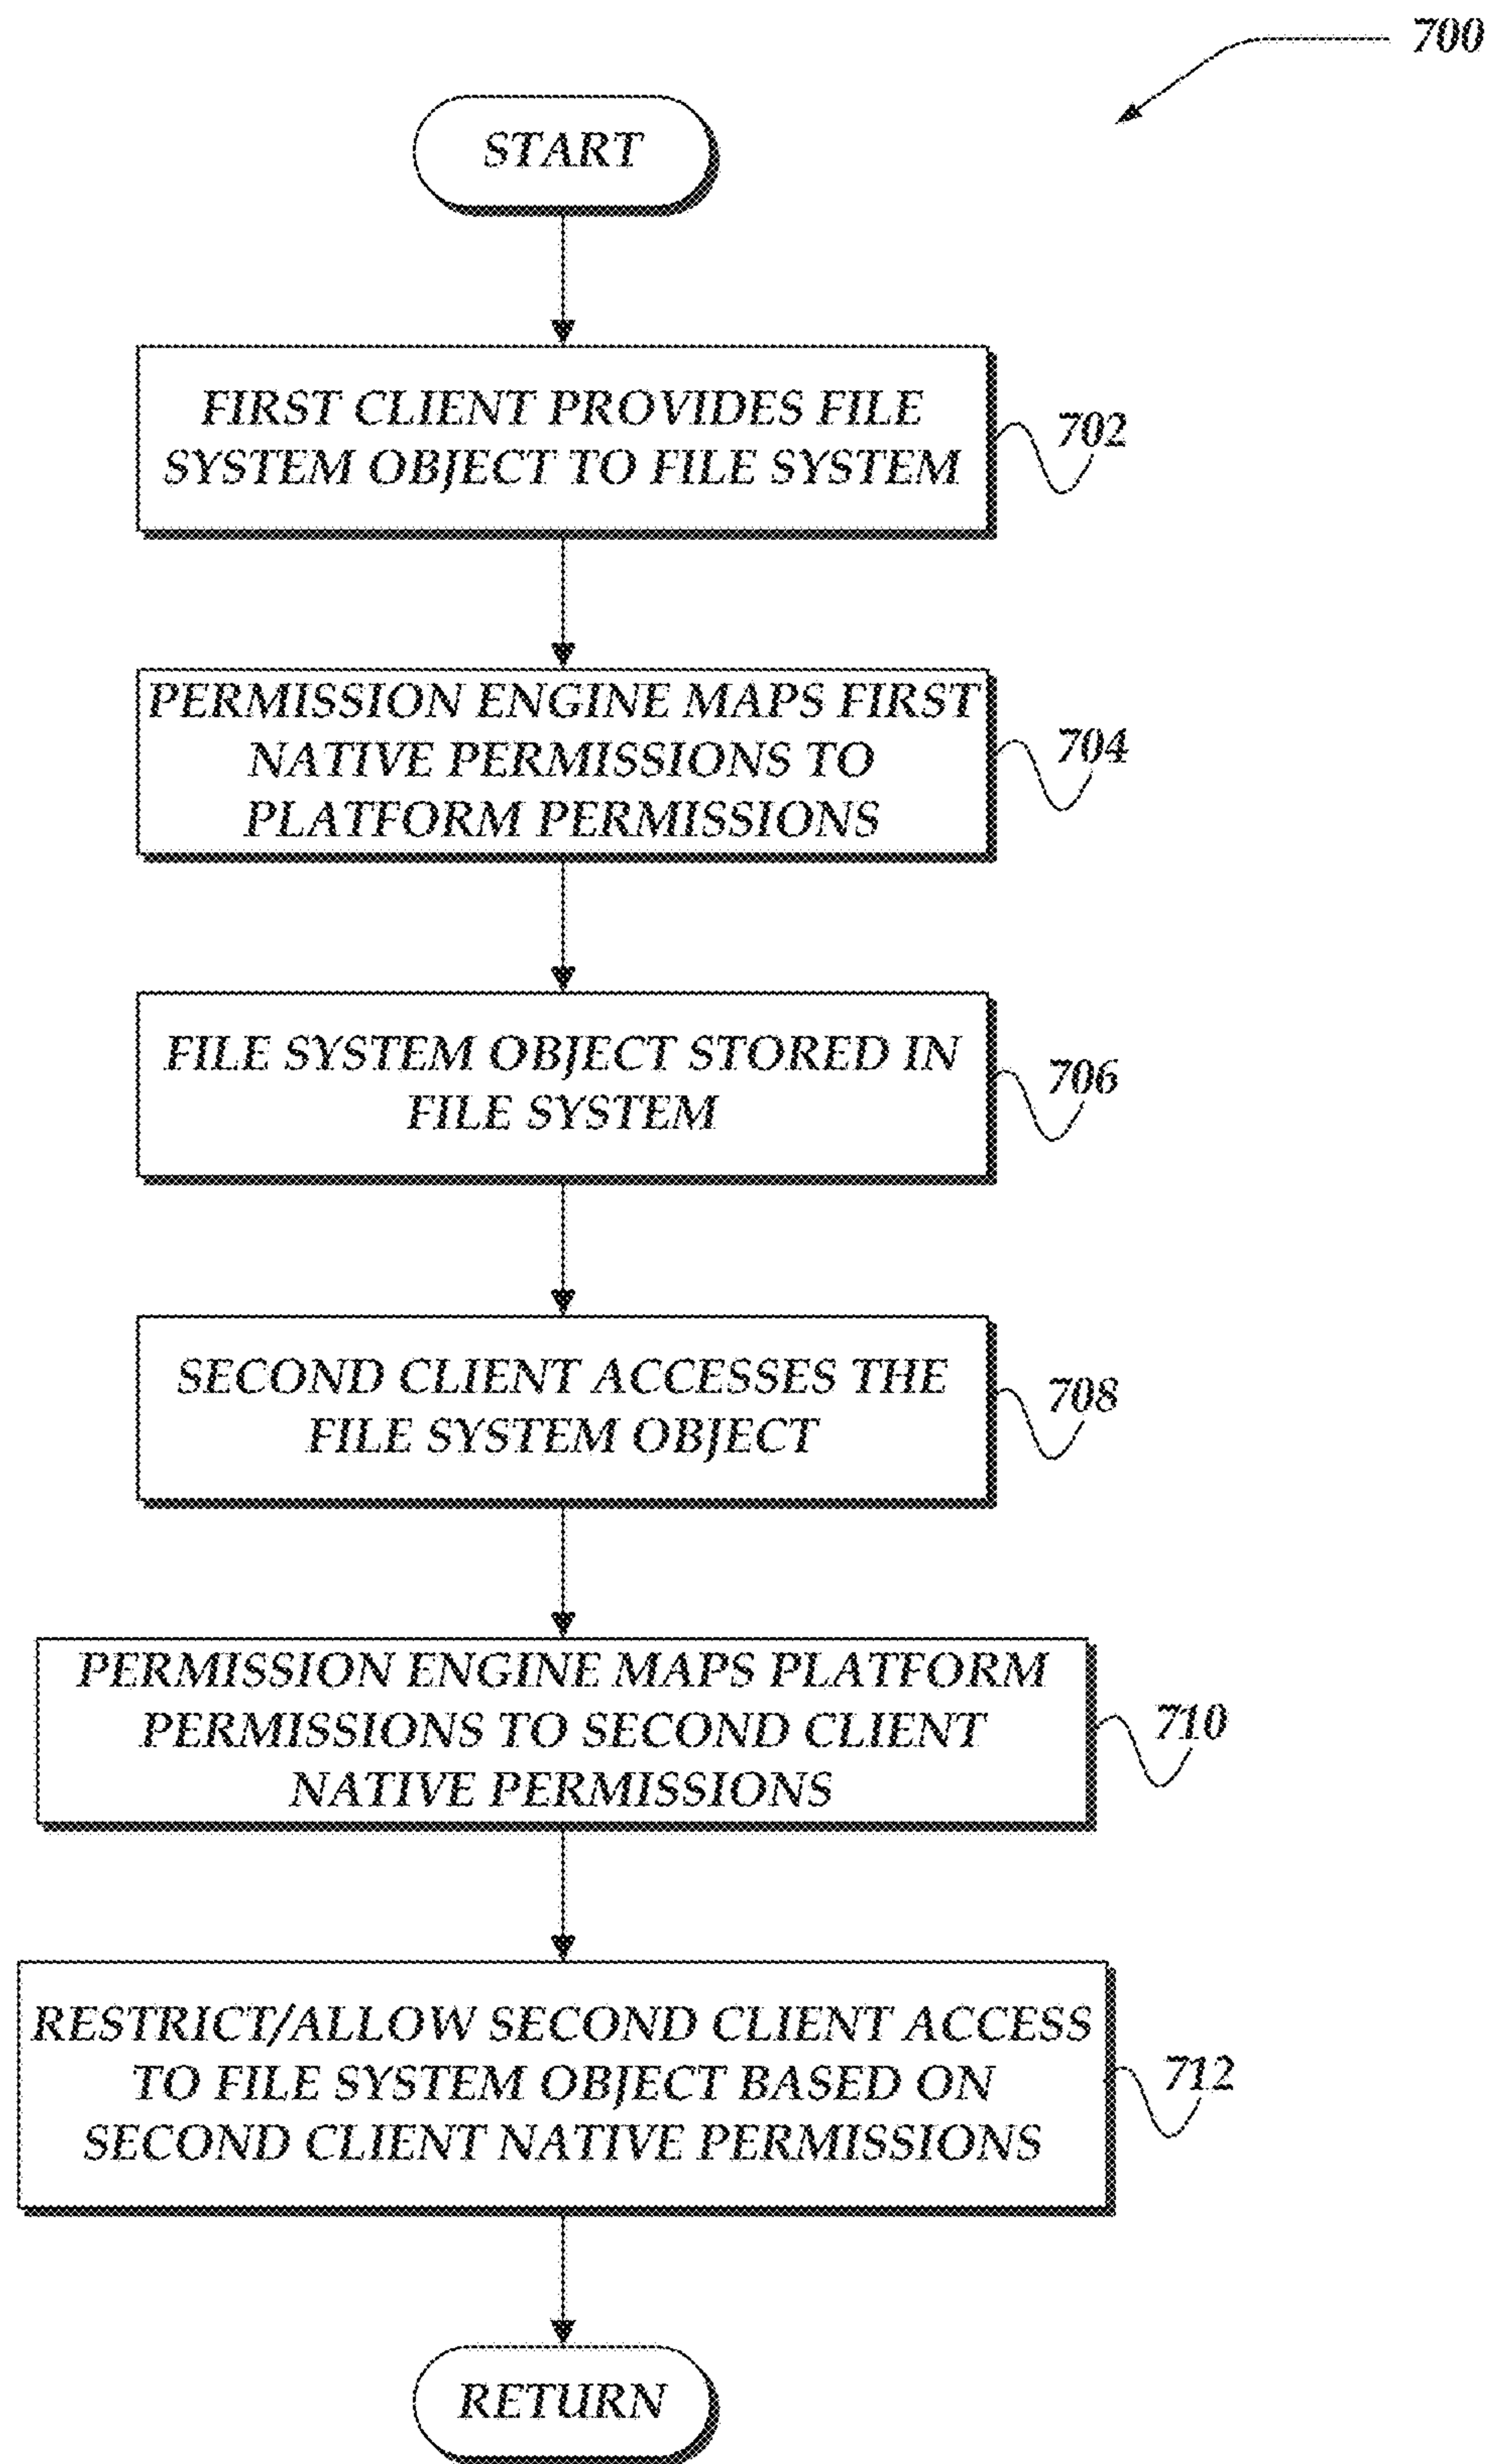 700
START
FIRST CLIENT PROVIDES FILE
SYSTEM OBJECT TO FILE SYSTEM
702
PERMISSION ENGINE MAPS FIRST
NATIVE PERMISSIONS TO
PLATFORM PERMISSIONS
704
FILE SYSTEM OBJECT STORED IN
FILE SYSTEM
706
SECOND CLIENT ACCESSES THE
FILE SYSTEM OBJECT
708
PERMISSION ENGINE MAPS PLATFORM
PERMISSIONS TO SECOND CLIENT
NATIVE PERMISSIONS
710
RESTRICT/ALLOW SECOND CLIENT ACCESS
TO FILE SYSTEM OBJECT BASED ON
SECOND CLIENT NATIVE PERMISSIONS
712
RETURN